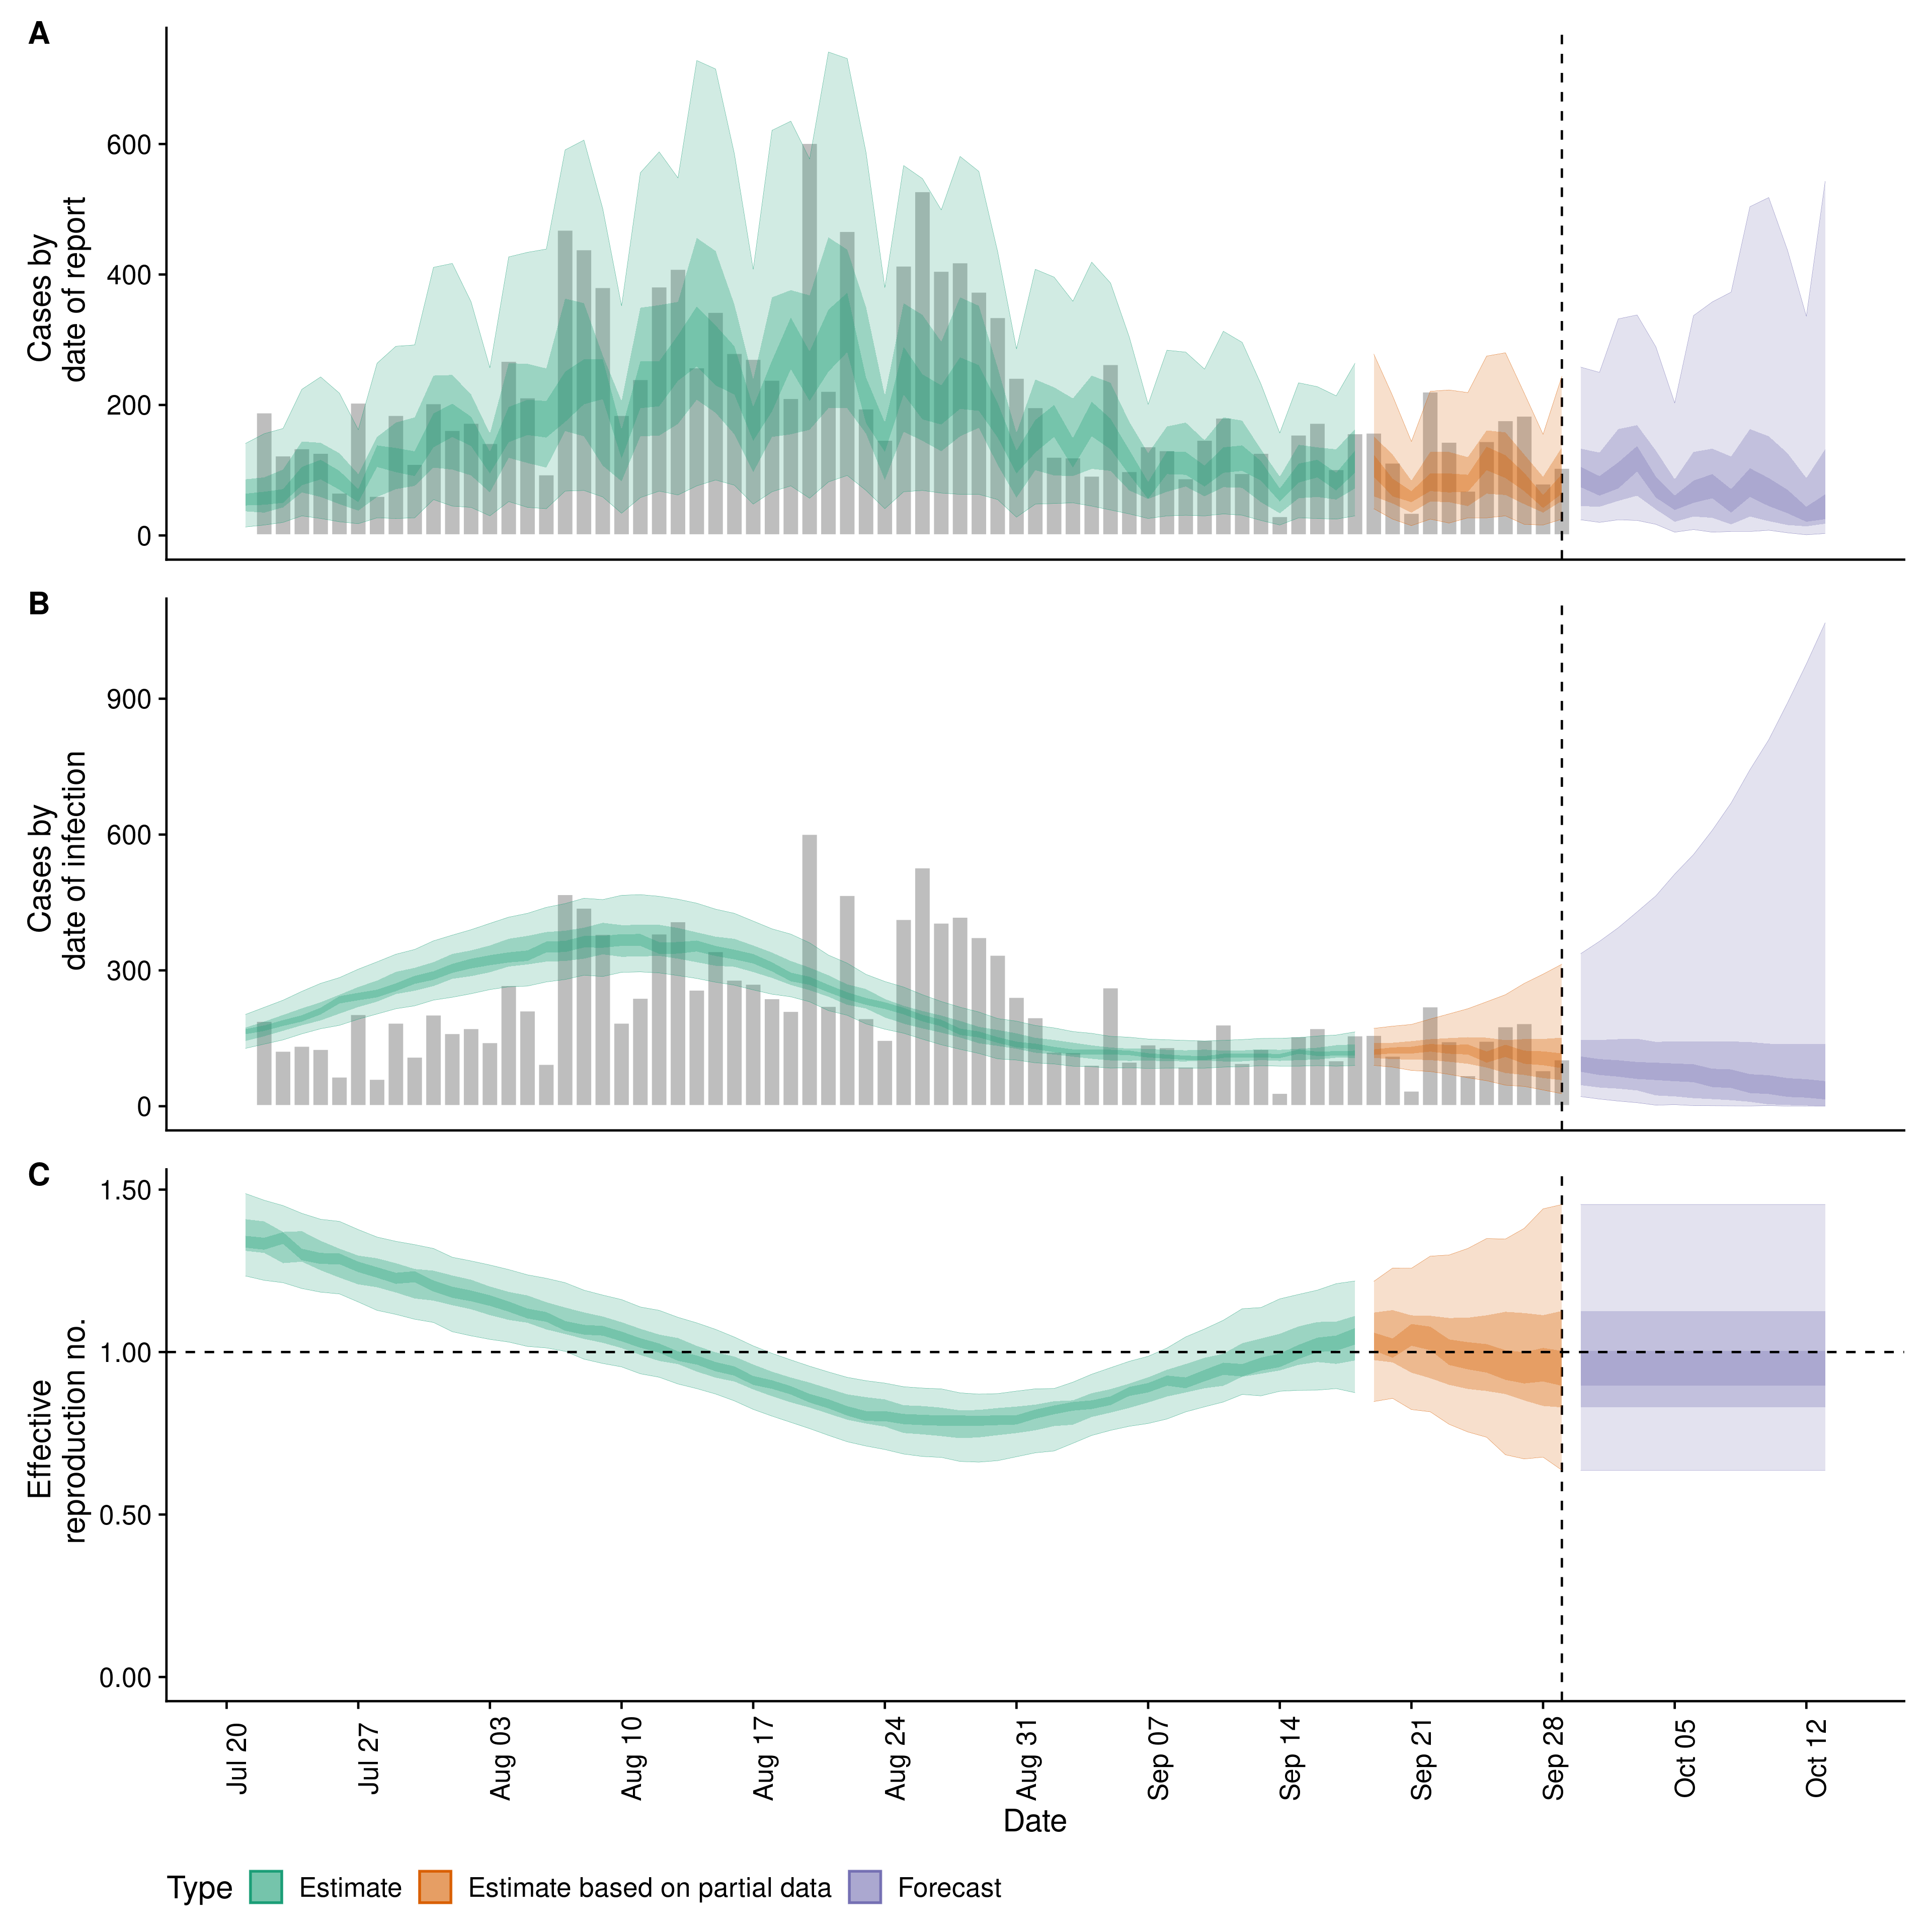 A
600
400
200
0
Cases by
date of report
B
900
600
300
0
Cases by
date of infection
C
1.50
1.00
0.50
0.00
Effective
reproduction no.
Jul 20
Jul 27
Aug 03
Aug 10
Aug 17
Aug 24
Aug 31
Sep 07
Sep 14
Sep 21
Sep 28
Oct 05
Oct 12
Date
Type Estimate Estimate based on partial data Forecast